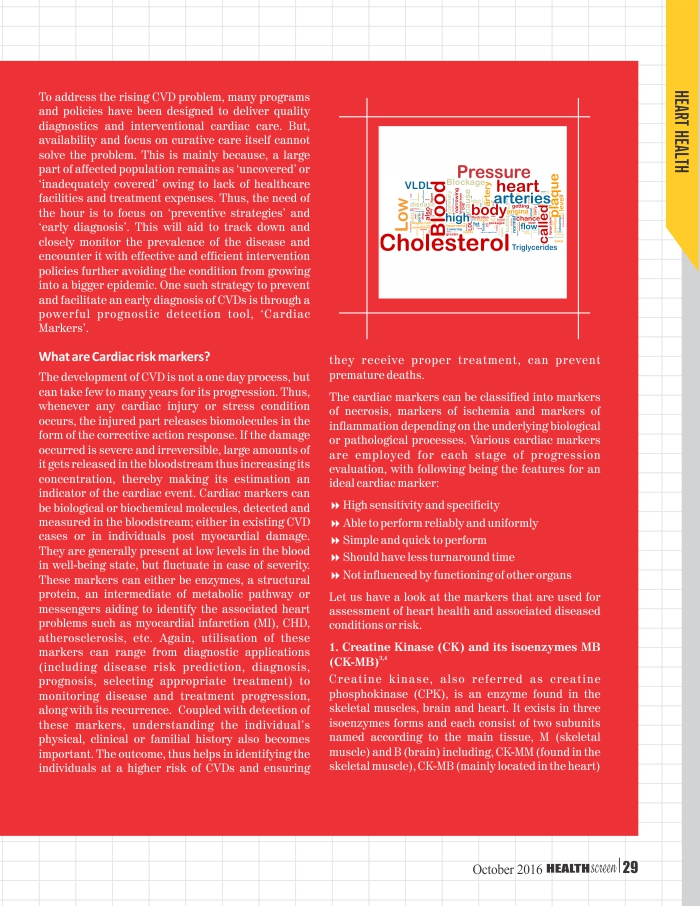 To address the rising CVD problem, many programs
and policies have been designed to deliver quality
diagnostics and interventional cardiac care. But,
availability and focus on curative care itself cannot
solve the problem. This is mainly because, a large
part of affected population remains as ‘uncovered’ or
‘inadequately covered’ owing to lack of healthcare
facilities and treatment expenses. Thus, the need of
the hour is to focus on ‘preventive strategies’ and
‘early diagnosis’. This will aid to track down and
closely monitor the prevalence of the disease and
encounter it with effective and efficient intervention
policies further avoiding the condition from growing
into a bigger epidemic. One such strategy to prevent
and facilitate an early diagnosis of CVDs is through a
powerful prognostic detection tool, ‘Cardiac
Markers’.
What are Cardiac risk markers?
The development of CVD is not a one day process, but
can take few to many years for its progression. Thus,
whenever any cardiac injury or stress condition
occurs, the injured part releases biomolecules in the
form of the corrective action response. If the damage
occurred is severe and irreversible, large amounts of
it gets released in the bloodstream thus increasing its
concentration, thereby making its estimation an
indicator of the cardiac event. Cardiac markers can
be biological or biochemical molecules, detected and
measured in the bloodstream; either in existing CVD
cases or in individuals post myocardial damage.
They are generally present at low levels in the blood
in well-being state, but fluctuate in case of severity.
These markers can either be enzymes, a structural
protein, an intermediate of metabolic pathway or
messengers aiding to identify the associated heart
problems such as myocardial infarction (MI), CHD,
atherosclerosis, etc. Again, utilisation of these
markers can range from diagnostic applications
(including disease risk prediction, diagnosis,
prognosis, selecting appropriate treatment) to
monitoring disease and treatment progression,
along with its recurrence. Coupled with detection of
these markers, understanding the individual’s
physical, clinical or familial history also becomes
important. The outcome, thus helps in identifying the
individuals at a higher risk of CVDs and ensuring
Pressure
VLDL
Blockage
heart
arteries
plaque
Low
Blood
artery
body
high
angina
chance
flow
called
Cholesterol
Triglycerides
they receive proper treatment, can prevent
premature deaths.
The cardiac markers can be classified into markers
of necrosis, markers of ischemia and markers of
inflammation depending on the underlying biological
or pathological processes. Various cardiac markers
are employed for each stage of progression
evaluation, with following being the features for an
ideal cardiac marker:
High sensitivity and specificity
Able to perform reliably and uniformly
Simple and quick to perform
Should have less turnaround time
Not influenced by functioning of other organs
Let us have a look at the markers that are used for
assessment of heart health and associated diseased
conditions or risk.
1. Creatine Kinase (CK) and its isoenzymes MB
(CK-MB)3,4
Creatine kinase, also referred as creatine
phosphokinase (CPK), is an enzyme found in the
skeletal muscles, brain and heart. It exists in three
isoenzymes forms and each consist of two subunits
named according to the main tissue, M (skeletal
muscle) and B (brain) including, CK-MM (found in the
skeletal muscle), CK-MB (mainly located in the heart)
HEART HEALTH
October 2016 HEALTHscreen 29